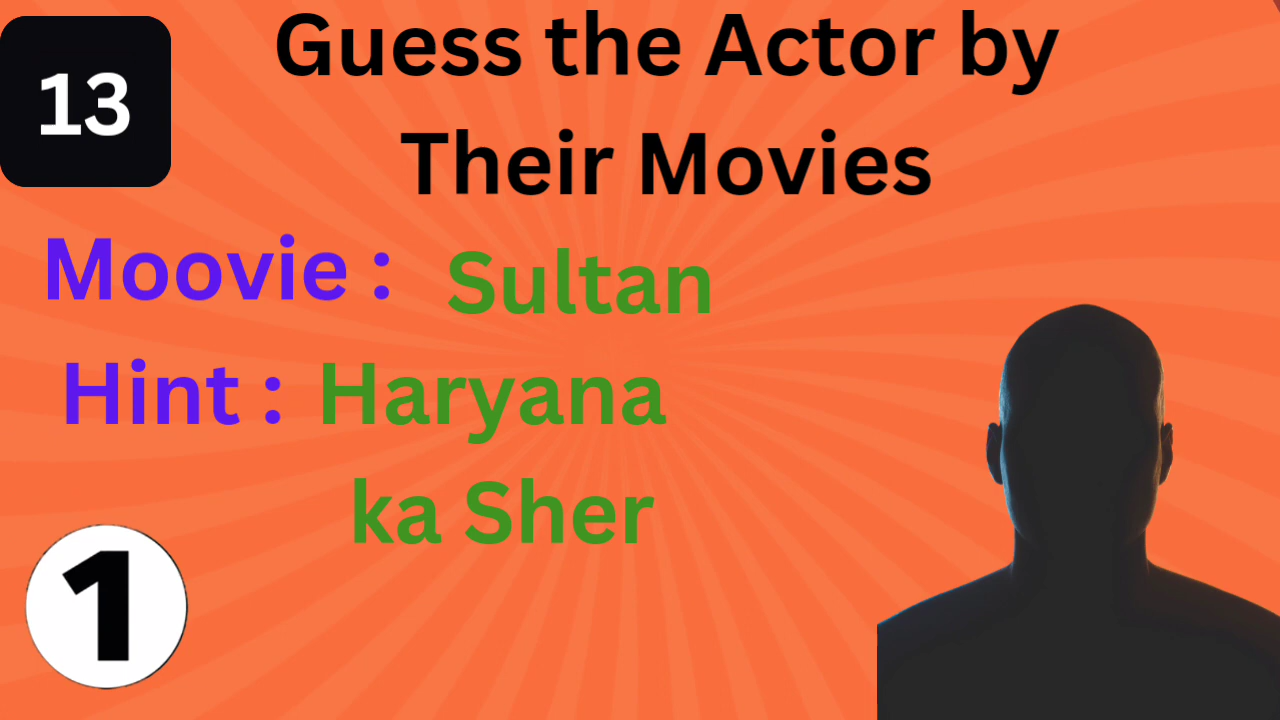 13
Guess the Actor by
Their Movies
Moovie : Sultan
Hint : Haryana
ka Sher
1